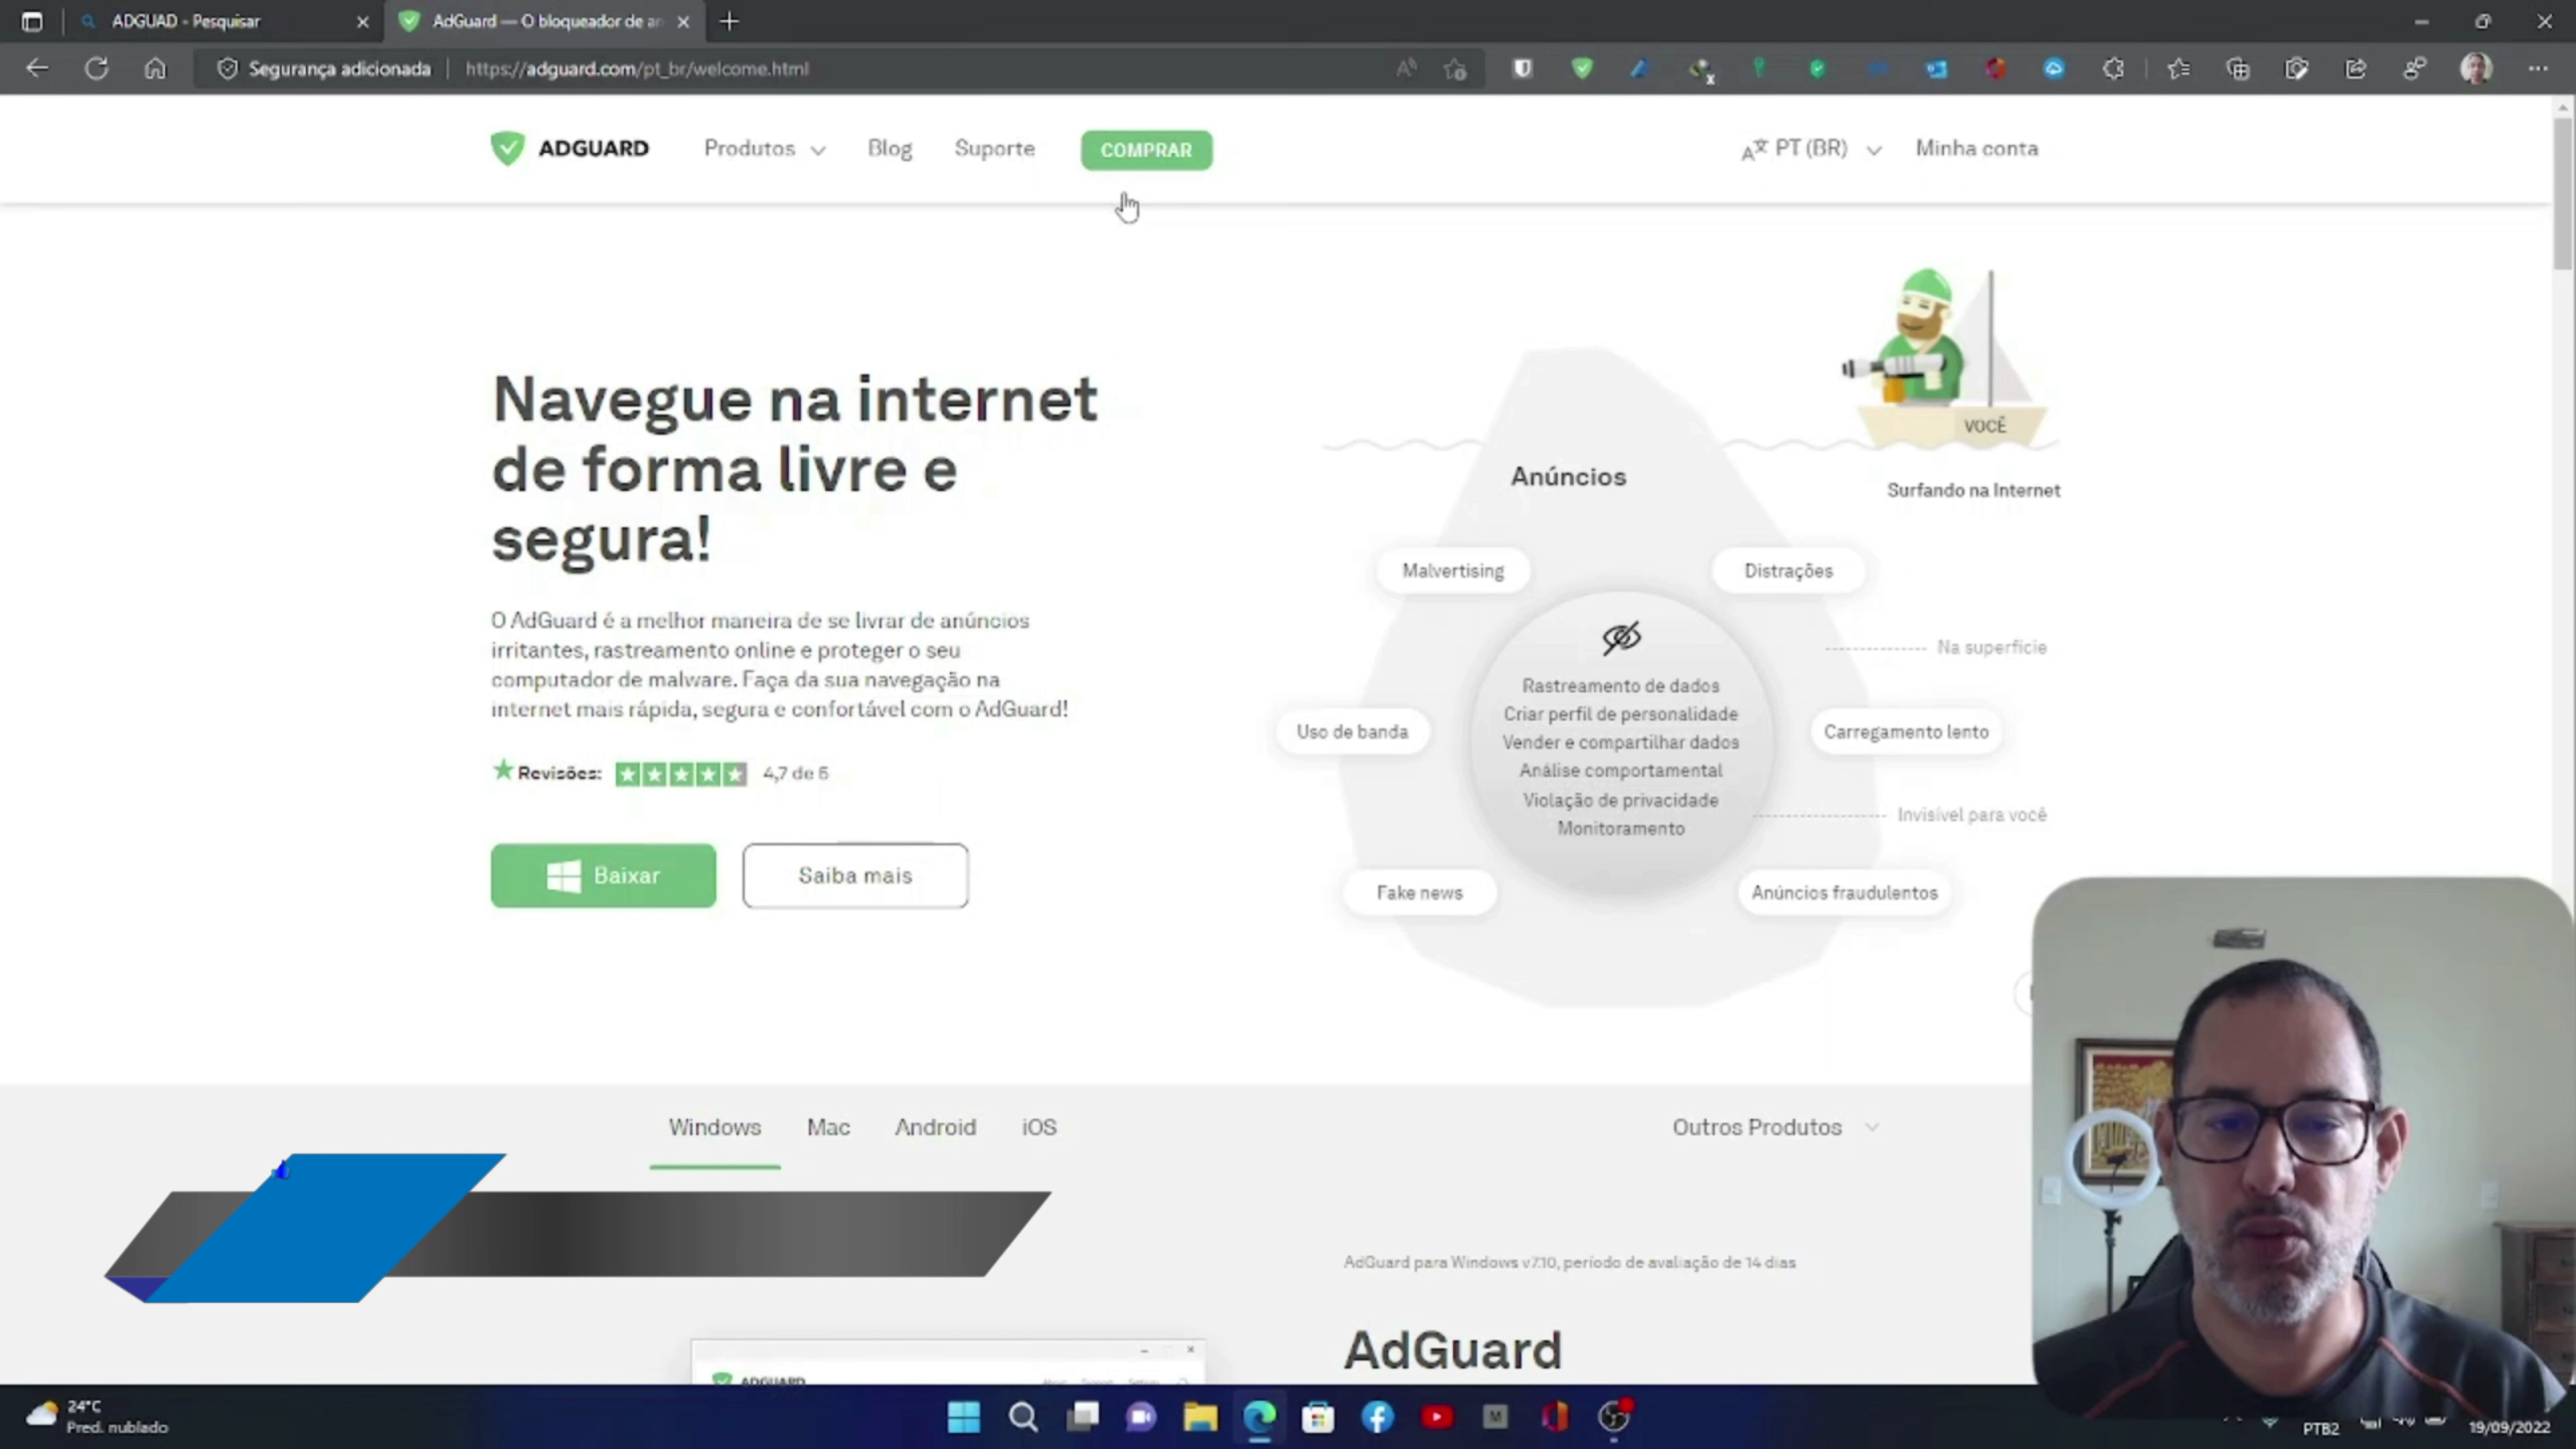 ADGUAD - Pesquisar
AdGuard — O bloqueador de an
Segurança adicionada
https://adguard.com/pt_br/welcome.html
ADGUARD
Produtos
Blog
Suporte
COMPRAR
PT (BR)
Minha conta
Navegue na internet
de forma livre e
segura!
O AdGuard é a melhor maneira de se livrar de anúncios
irritantes, rastreamento online e proteger o seu
computador de malware. Faça da sua navegação na
internet mais rápida, segura e confortável com o AdGuard!
Revisões:
4,7 de 5
Baixar
Saiba mais
VOCÊ
Surfando na Internet
Anúncios
Malvertising
Distrações
Na superfície
Rastreamento de dados
Criar perfil de personalidade
Vender e compartilhar dados
Análise comportamental
Violação de privacidade
Monitoramento
Uso de banda
Carregamento lento
Invisível para você
Fake news
Anúncios fraudulentos
Windows
Mac
Android
iOS
Outros Produtos
AdGuard para Windows v7.10, período de avaliação de 14 dias
AdGuard
ADGUARD
24°C
Pred. nublado
M
PTB2
19/09/2022